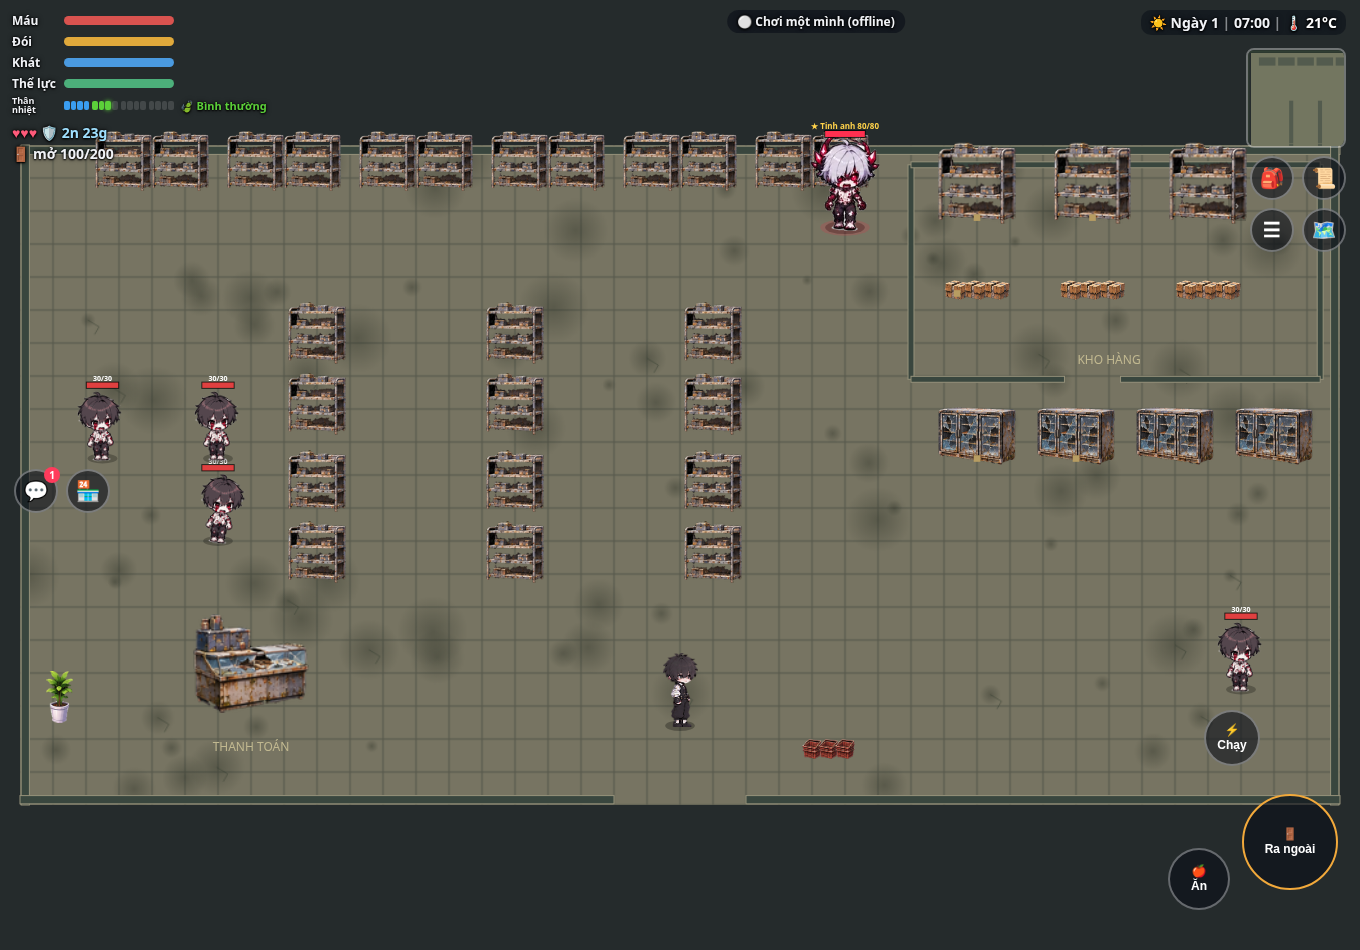 Máu
Đói
Khát
Thể lực
Thân nhiệt
Bình thường
2n 23g
mở 100/200
Chơi một mình (offline)
Ngày 1 | 07:00 | 21°C
★ Tinh anh 80/80
KHO HÀNG
30/30
30/30
30/30
1
24
30/30
THANH TOÁN
Chạy
Ra ngoài
Ăn